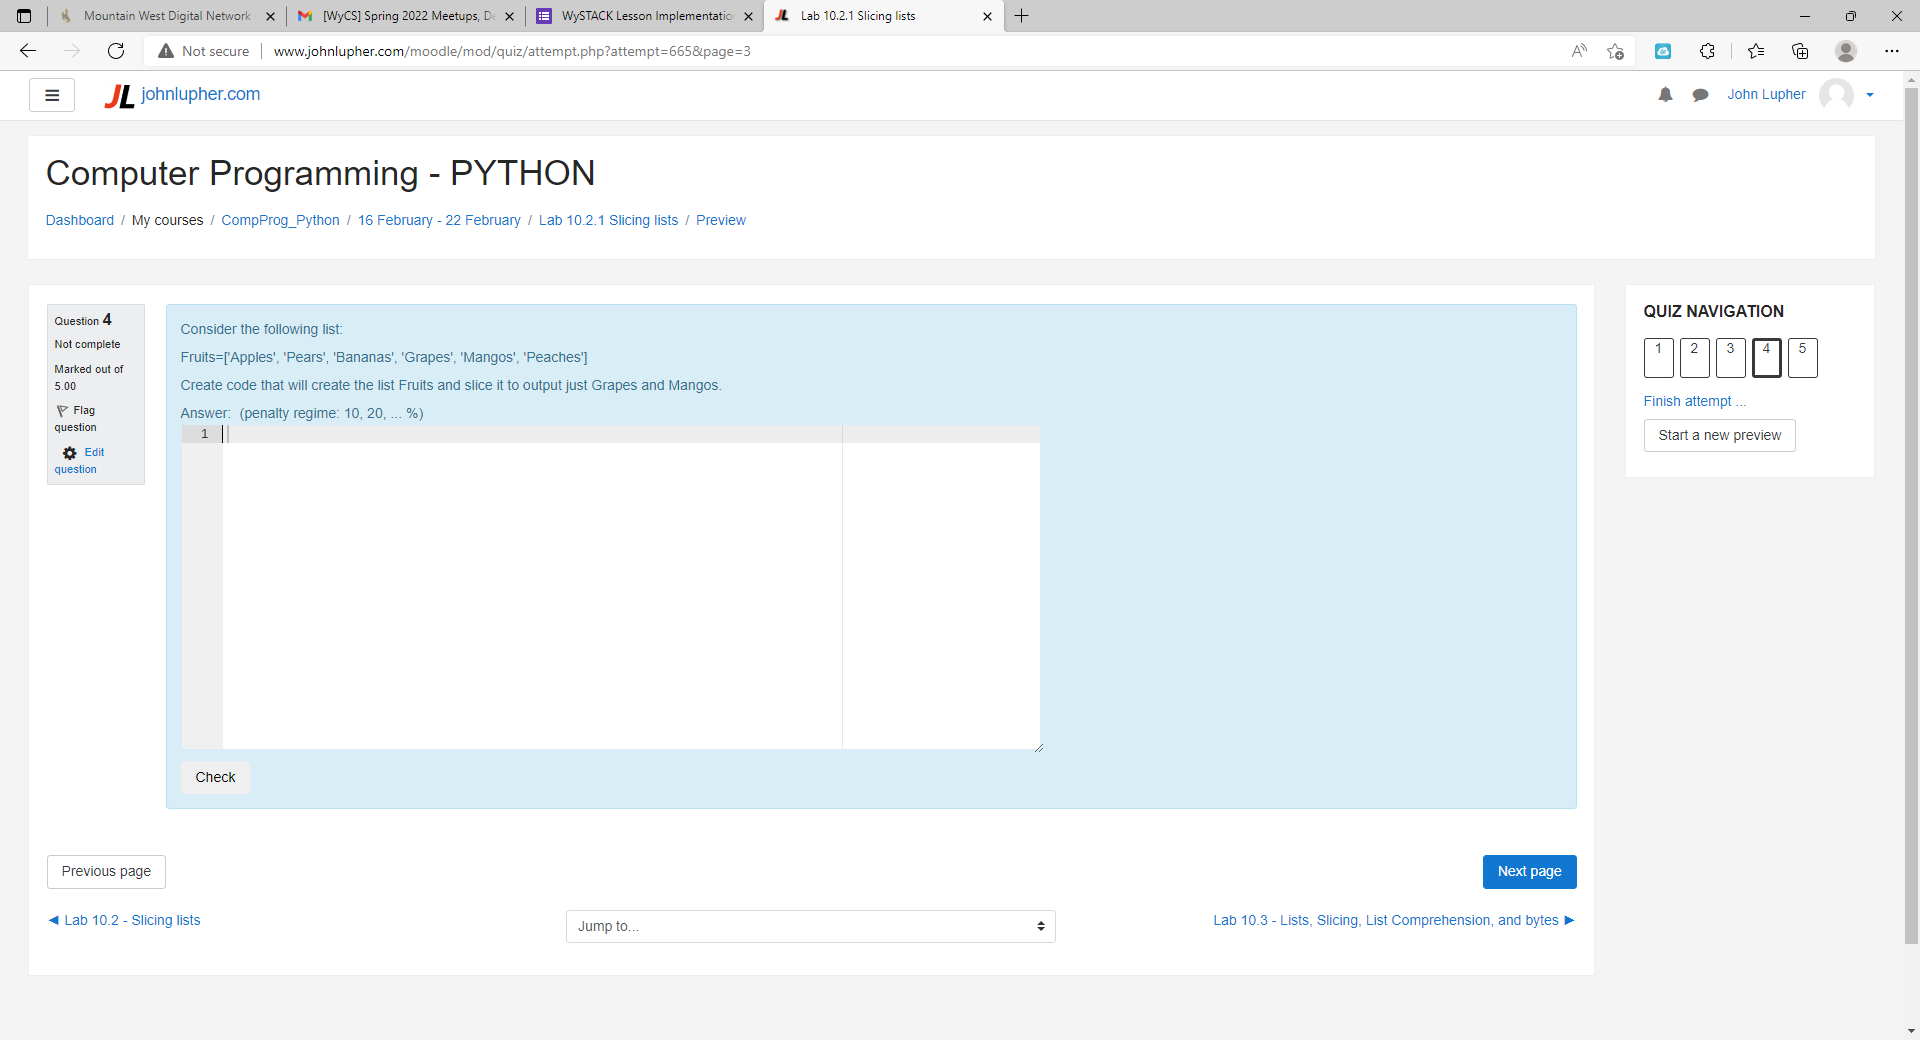 Mountain West Digital Network
[WyCS] Spring 2022 Meetups, De
WySTACK Lesson Implementatio
Lab 10.2.1 Slicing lists
Not secure
www.johnlupher.com/moodle/mod/quiz/attempt.php?attempt=665&page=3
JL johnlupher.com
John Lupher
Computer Programming - PYTHON
Dashboard / My courses / CompProg_Python / 16 February - 22 February / Lab 10.2.1 Slicing lists / Preview
Question 4
Not complete
Marked out of
5.00
Flag
question
Edit
question
Consider the following list:
Fruits=['Apples', 'Pears', 'Bananas', 'Grapes', 'Mangos', 'Peaches']
Create code that will create the list Fruits and slice it to output just Grapes and Mangos.
Answer: (penalty regime: 10, 20, ... %)
1
Check
QUIZ NAVIGATION
1 2 3 4 5
Finish attempt ...
Start a new preview
Previous page
Next page
◄ Lab 10.2 - Slicing lists
Jump to...
Lab 10.3 - Lists, Slicing, List Comprehension, and bytes ►